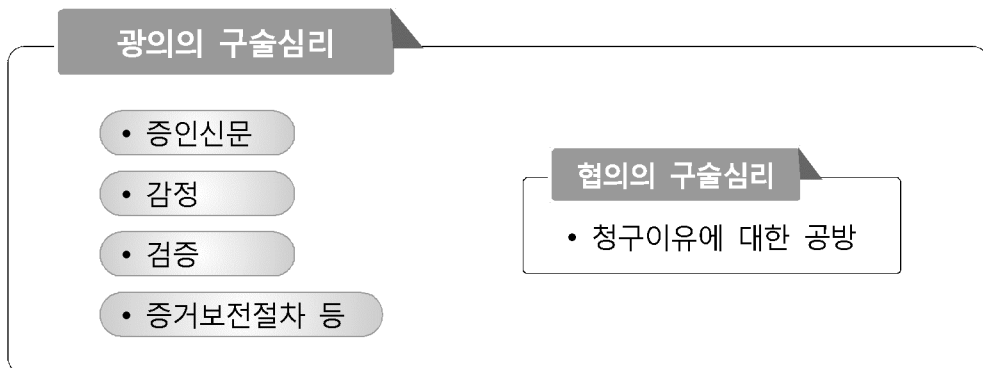 광의의 구술심리
• 증인신문
• 감정
• 검증
• 증거보전절차 등
협의의 구술심리
• 청구이유에 대한 공방